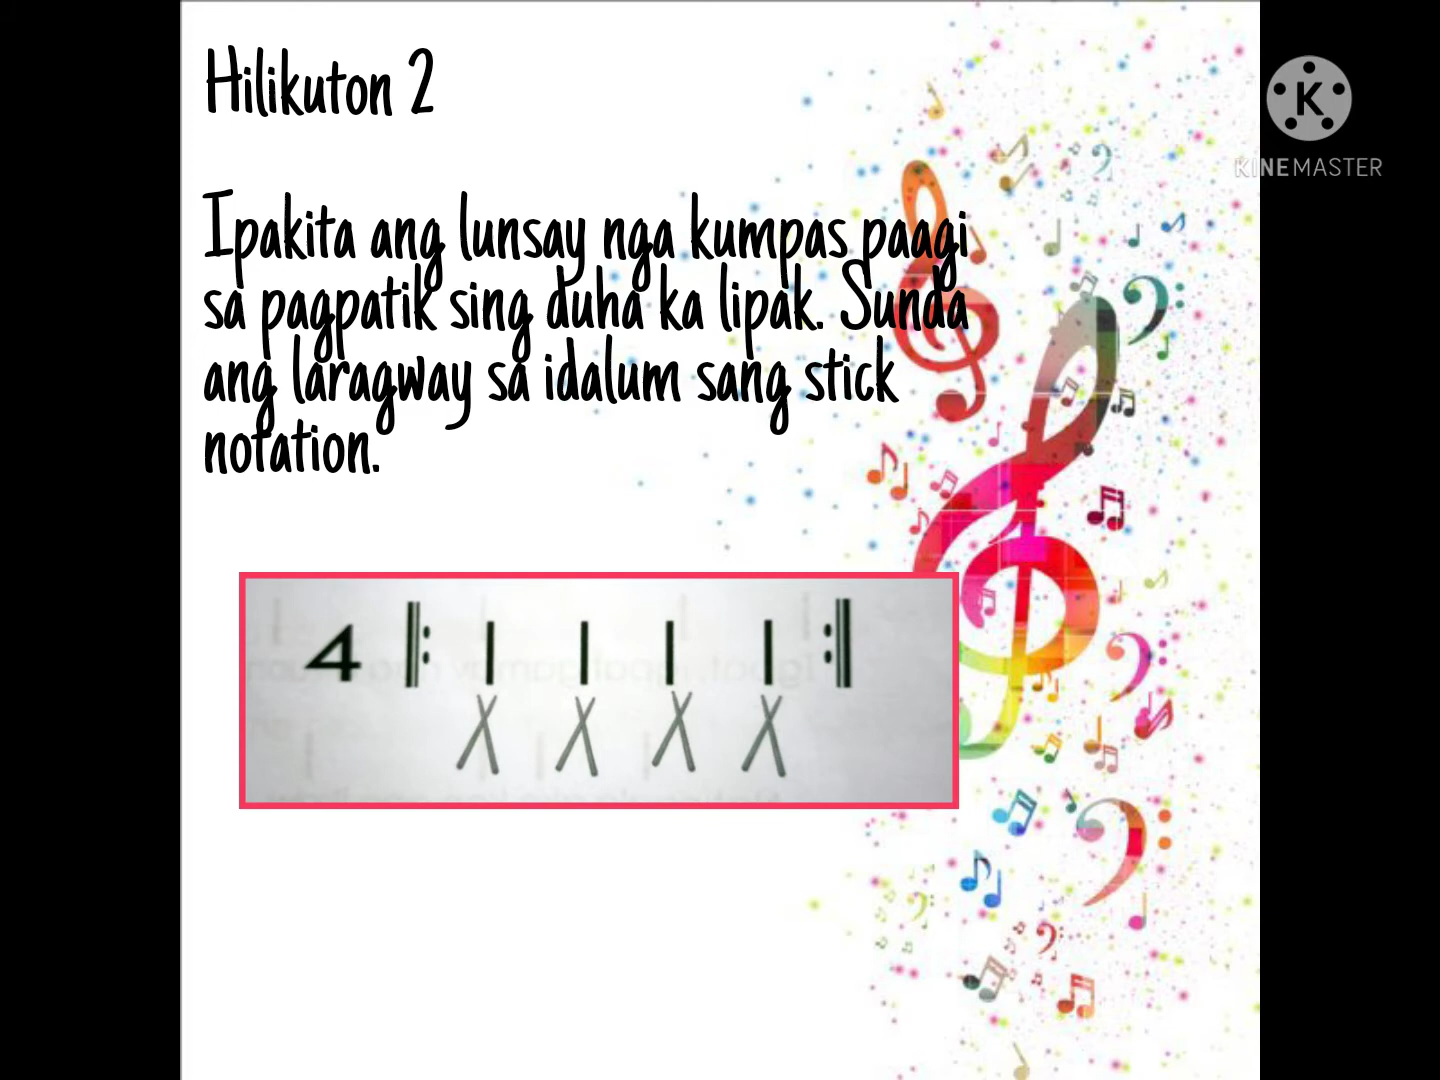 Hilikuton 2
Ipakita ang lunsay nga kumpas paagi
sa pagpatik sing duha ka lipak. Sunda
ang laragway sa idalum sang stick
notation.
4
K
KINEMASTER